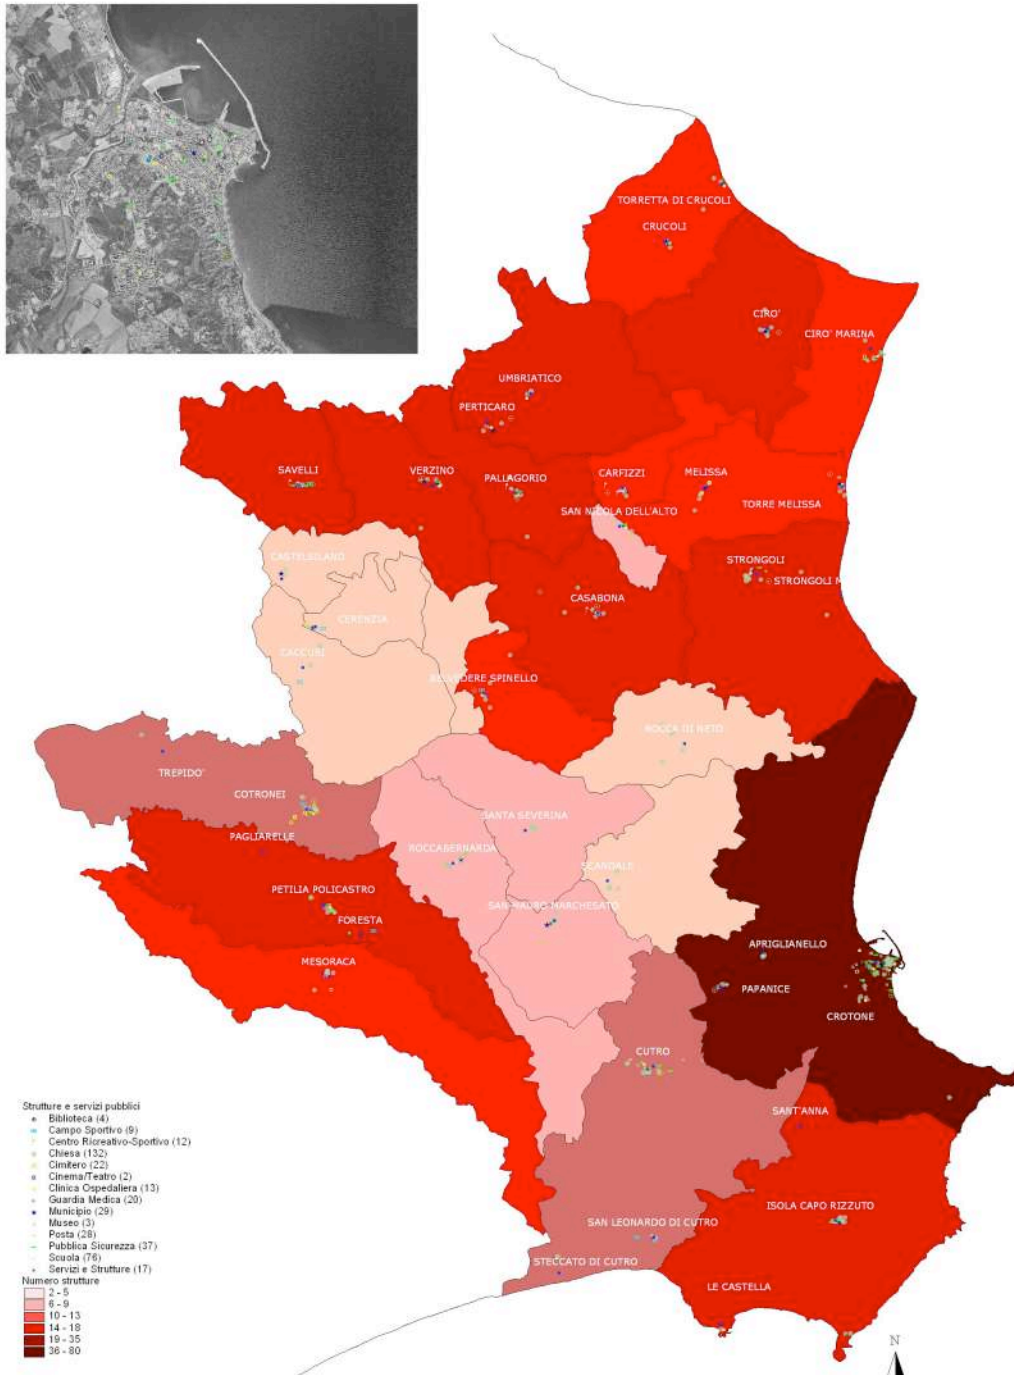 TORRETTA DI CRUCOLI
CRUCOLI
CIRO'
CIRO' MARINA
UMBRIATICO
PERTICARO
SAVELLI
VERZINO
PALLAGORIO
CARFIZZI
MELISSA
SAN NICOLA DELL'ALTO
TORRE MELISSA
CASTELSILANO
STRONGOLI
STRONGOLI M
CASABONA
CERENZIA
CACCURI
BELVEDERE SPINELLO
ROCCA DI NETO
TREPIDO'
COTRONEI
PAGLIARELLE
SANTA SEVERINA
ROCCABERNARDA
SCANDALE
PETILIA POLICASTRO
FORESTA
SAN MAURO MARCHESATO
MESORACA
APRIGLIANELLO
PAPANICE
CROTONE
CUTRO
SANT'ANNA
ISOLA CAPO RIZZUTO
SAN LEONARDO DI CUTRO
STECCATO DI CUTRO
LE CASTELLA
Strutture e servizi pubblici
Biblioteca (4)
Campo Sportivo (9)
Centro Ricreativo-Sportivo (12)
Chiesa (132)
Cimitero (22)
Cinema/Teatro (2)
Clinica Ospedaliera (13)
Guardia Medica (20)
Municipio (29)
Museo (3)
Posta (28)
Pubblica Sicurezza (37)
Scuola (76)
Servizi e Strutture (17)
Numero strutture
2 - 5
6 - 9
10 - 13
14 - 18
19 - 35
36 - 80
N